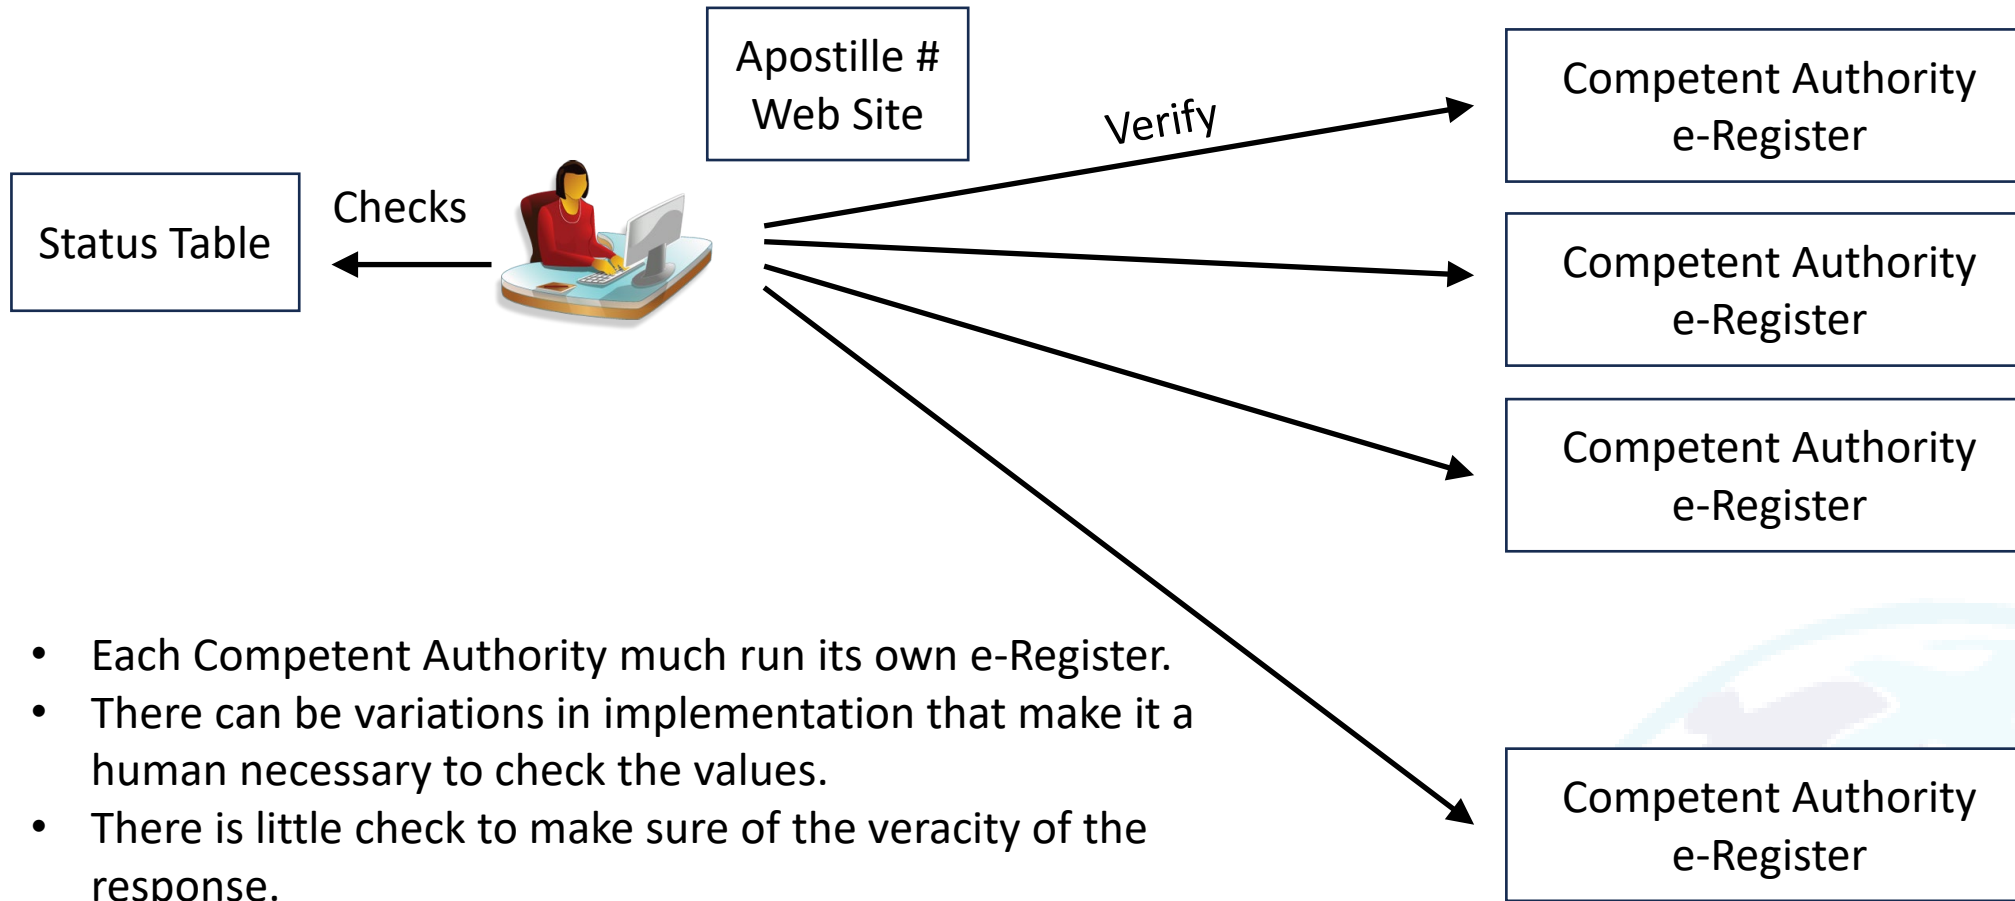 Apostille #
Web Site
Status Table
Checks
Verify
Competent Authority
e-Register
Competent Authority
e-Register
Competent Authority
e-Register
Competent Authority
e-Register
• Each Competent Authority much run its own e-Register.
• There can be variations in implementation that make it a
human necessary to check the values.
• There is little check to make sure of the veracity of the
response.